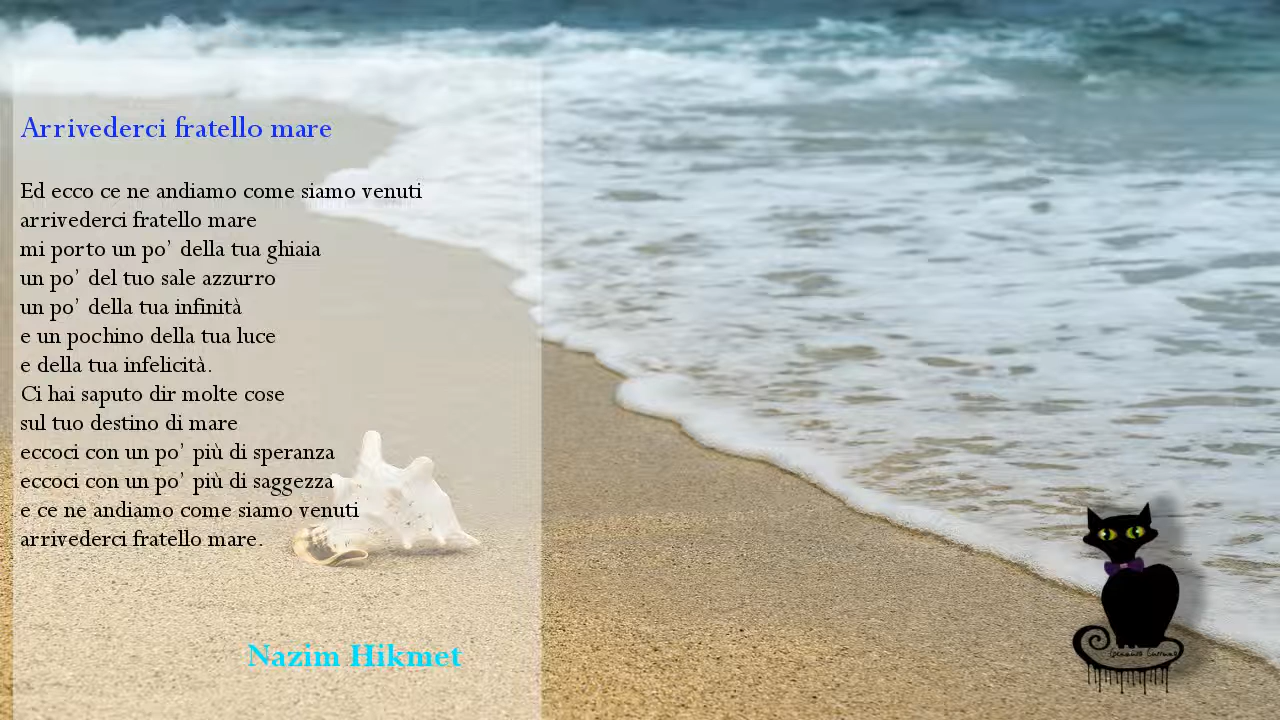 Arrivederci fratello mare
Ed ecco ce ne andiamo come siamo venuti
arrivederci fratello mare
mi porto un po’ della tua ghiaia
un po’ del tuo sale azzurro
un po’ della tua infinità
e un pochino della tua luce
e della tua infelicità.
Ci hai saputo dir molte cose
sul tuo destino di mare
eccoci con un po’ più di speranza
eccoci con un po’ più di saggezza
e ce ne andiamo come siamo venuti
arrivederci fratello mare.
Nazim Hikmet